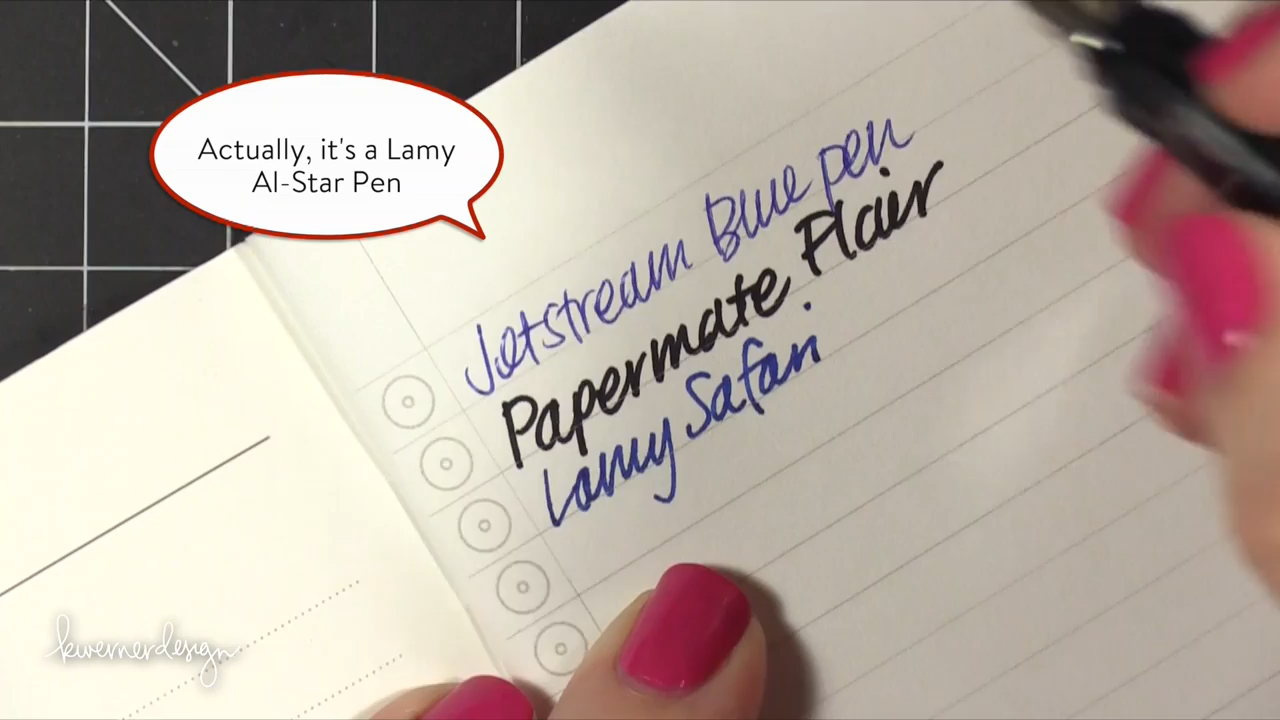 Actually, it's a Lamy
Al-Star Pen
Jetstream Blue pen
Papermate Flair
Lamy Safari
kwernerdesign